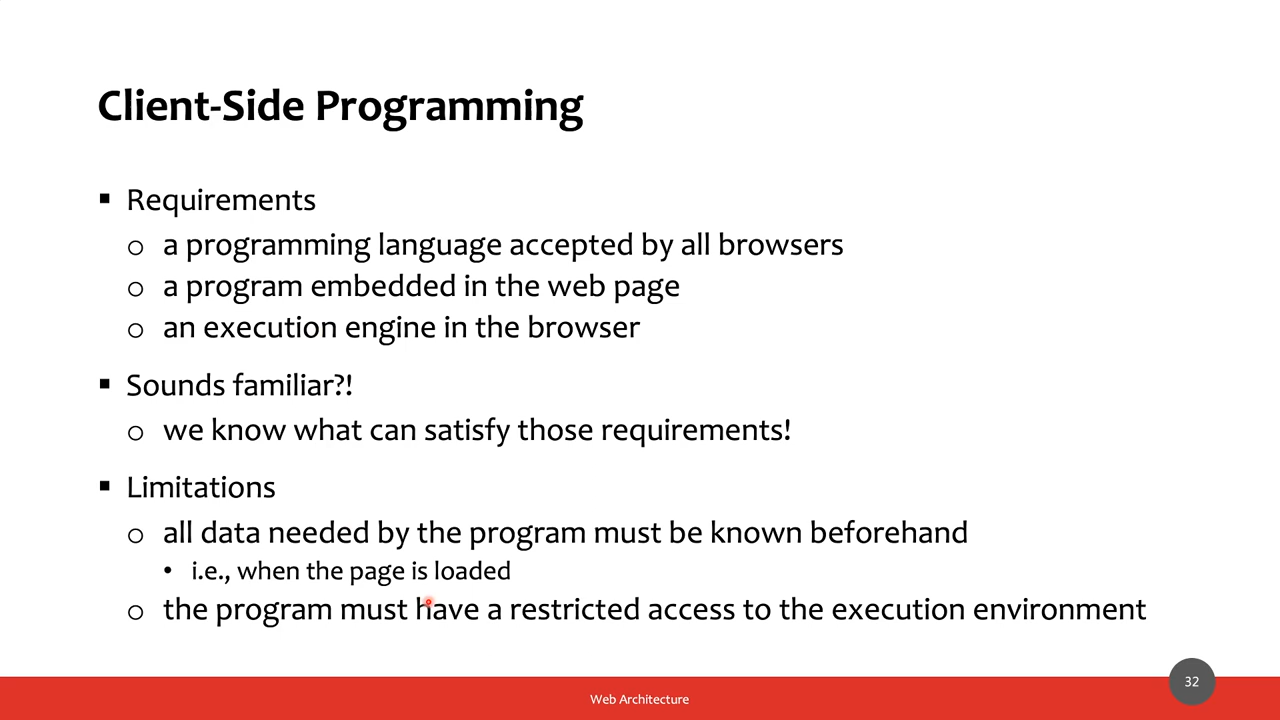 Client-Side Programming
▪ Requirements
o a programming language accepted by all browsers
o a program embedded in the web page
o an execution engine in the browser
▪ Sounds familiar?!
o we know what can satisfy those requirements!
▪ Limitations
o all data needed by the program must be known beforehand
• i.e., when the page is loaded
o the program must have a restricted access to the execution environment
32
Web Architecture